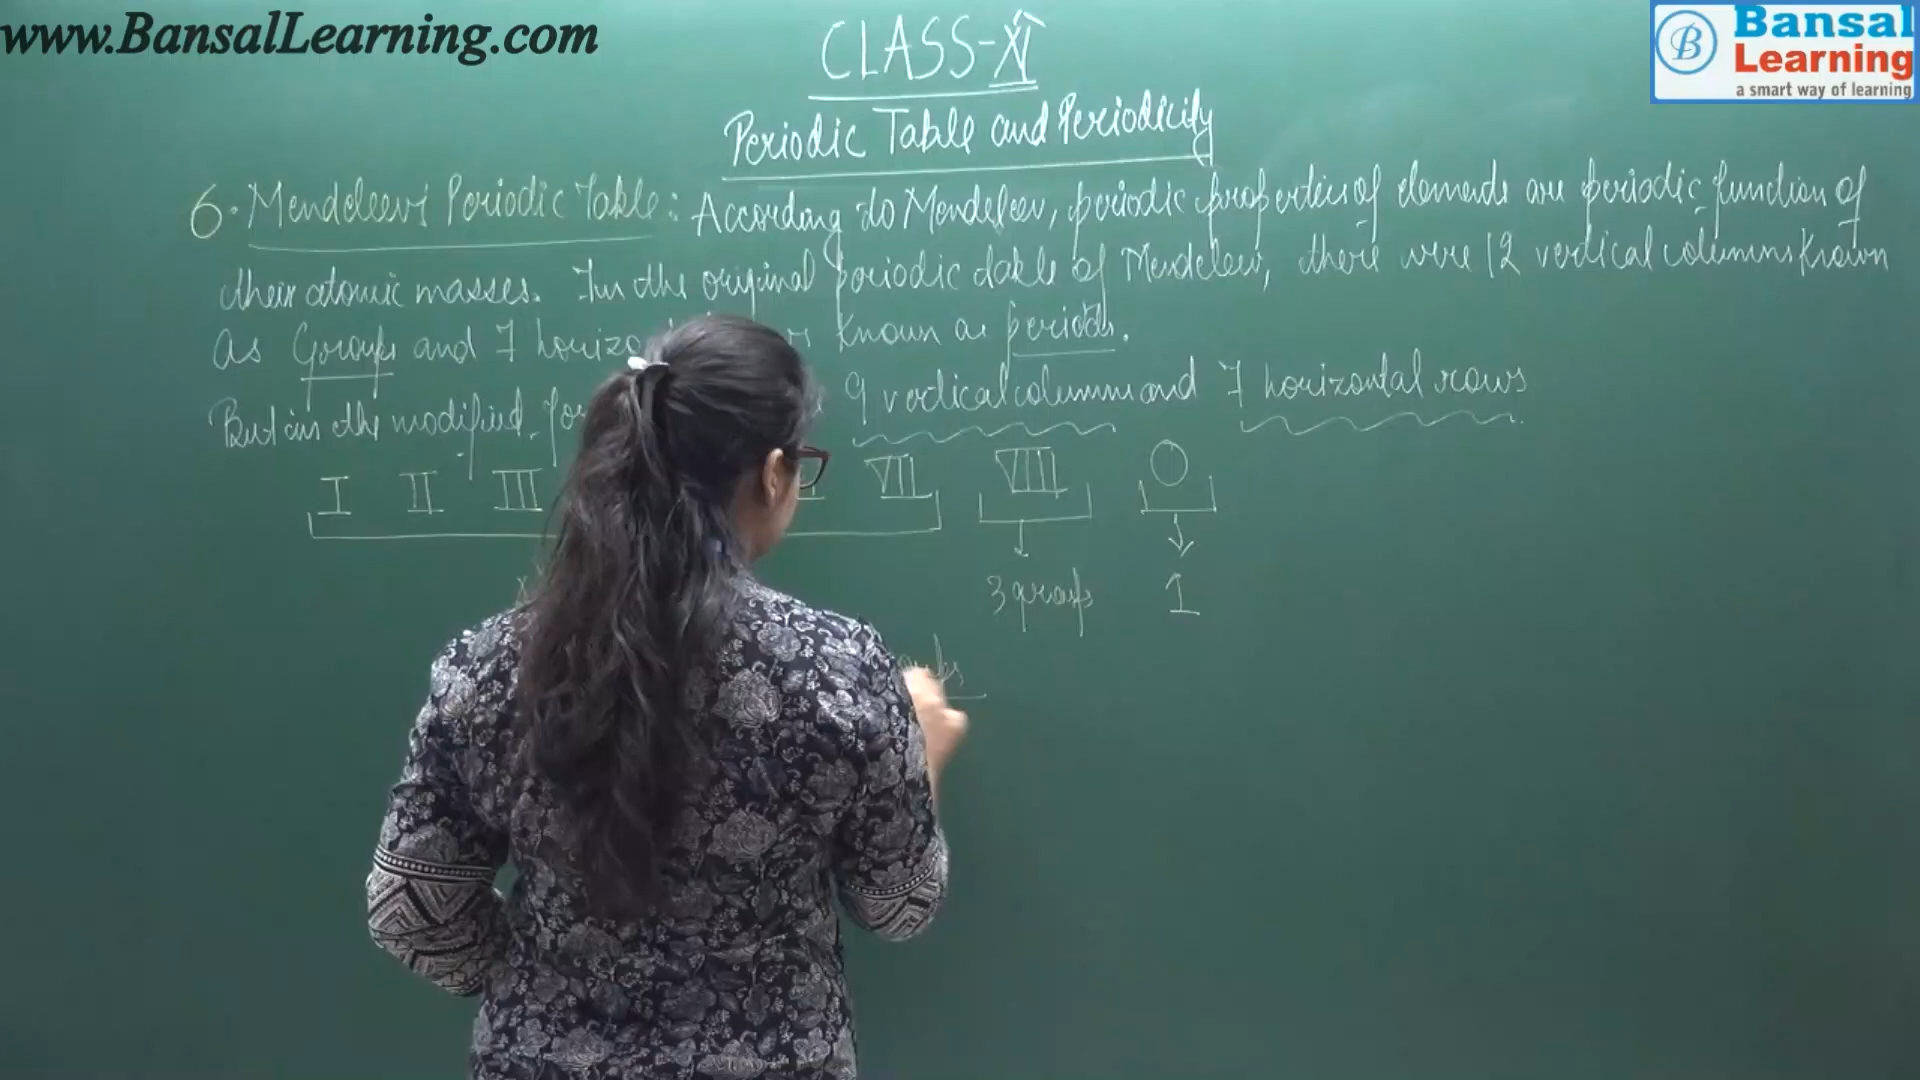 www.BansalLearning.com
Bansal
Learning
a smart way of learning
CLASS-XI
Periodic Table and Periodicity
6. Mendeleev's Periodic Table: According to Mendeleev, periodic properties of elements are periodic function of
their atomic masses. In the original periodic table of Mendeleev, there were 12 vertical columns known
as Groups and 7 known as periods.
But in the modified 9 vertical columns and 7 horizontal rows
I II III VII VIII 0
3 groups 1